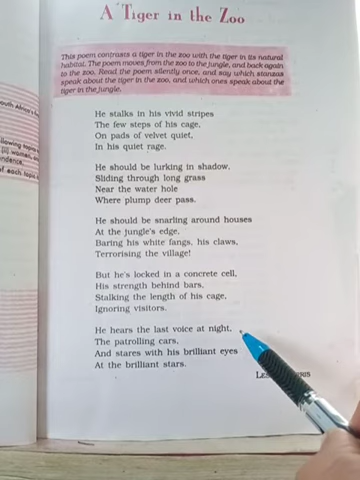 A Tiger in the Zoo
This poem contrasts a tiger in the zoo with the tiger in its natural
habitat. The poem moves from the zoo to the jungle, and back again
to the zoo. Read the poem silently once, and say which stanzas
speak about the tiger in the zoo, and which ones speak about the
tiger in the jungle.
He stalks in his vivid stripes
The few steps of his cage,
On pads of velvet quiet,
In his quiet rage.
He should be lurking in shadow,
Sliding through long grass
Near the water hole
Where plump deer pass.
He should be snarling around houses
At the jungle's edge,
Baring his white fangs, his claws,
Terrorising the village!
But he's locked in a concrete cell,
His strength behind bars,
Stalking the length of his cage,
Ignoring visitors.
He hears the last voice at night,
The patrolling cars,
And stares with his brilliant eyes
At the brilliant stars.